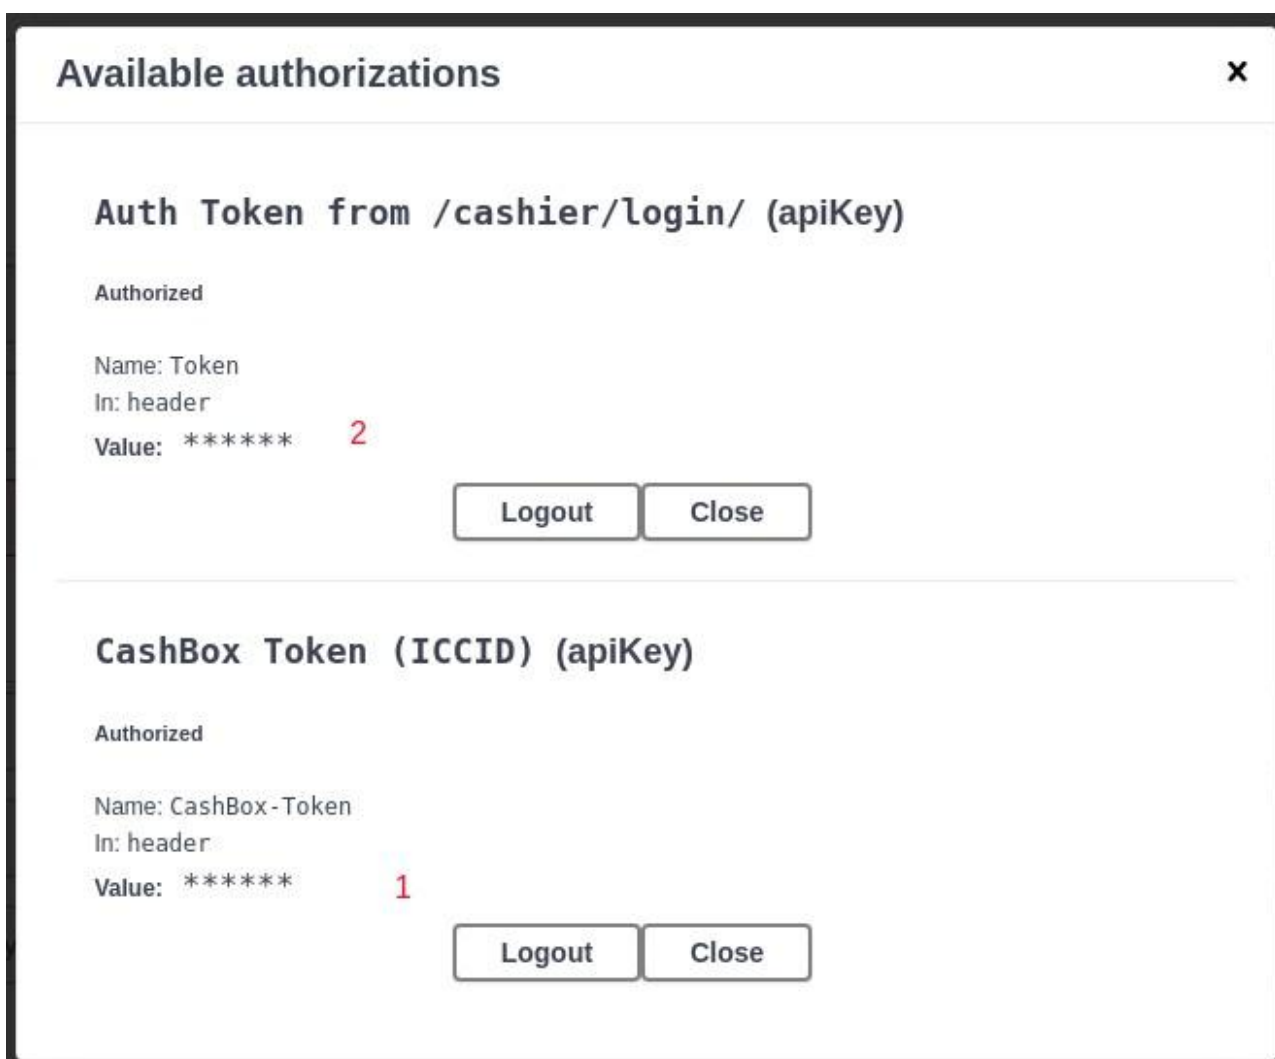 Available authorizations ×
Auth Token from /cashier/login/ (apiKey)
Authorized
Name: Token
In: header
Value: ****** 2
Logout Close
CashBox Token (ICCID) (apiKey)
Authorized
Name: CashBox-Token
In: header
Value: ****** 1
Logout Close